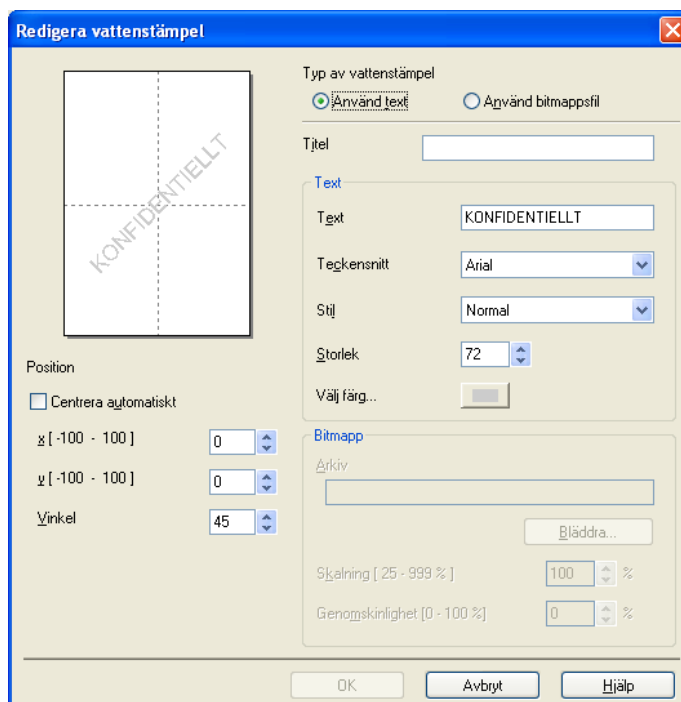 Redigera vattenstämpel
Typ av vattenstämpel
Använd text
Använd bitmappsfil
KONFIDENTIELLT
Titel
Text
Text
KONFIDENTIELLT
Teckensnitt
Arial
Stil
Normal
Storlek
72
Välj färg...
Position
Centrera automatiskt
x [ -100 - 100 ]
0
y [ -100 - 100 ]
0
Vinkel
45
Bitmapp
Arkiv
Bläddra...
Skalning [ 25 - 999 % ]
100
%
Genomskinlighet [0 - 100 %]
0
%
OK
Avbryt
Hjälp